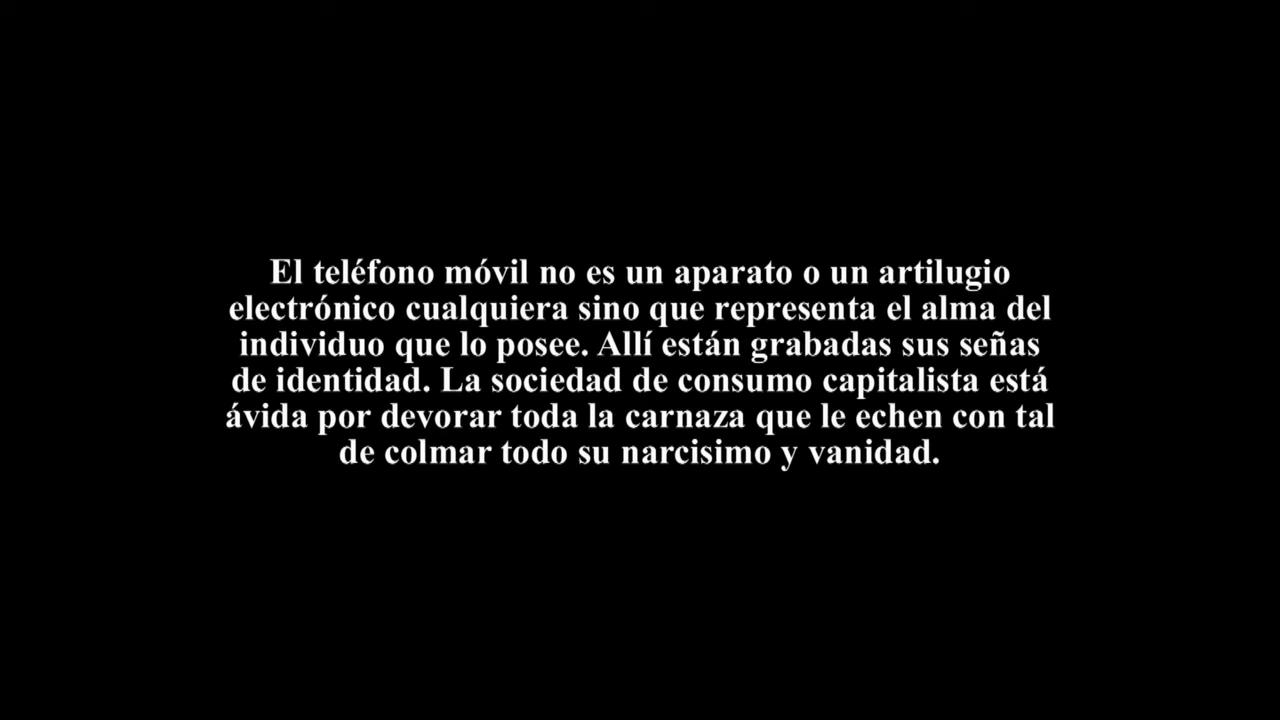 El teléfono móvil no es un aparato o un artilugio
electrónico cualquiera sino que representa el alma del
individuo que lo posee. Allí están grabadas sus señas
de identidad. La sociedad de consumo capitalista está
ávida por devorar toda la carnaza que le echen con tal
de colmar todo su narcisimo y vanidad.